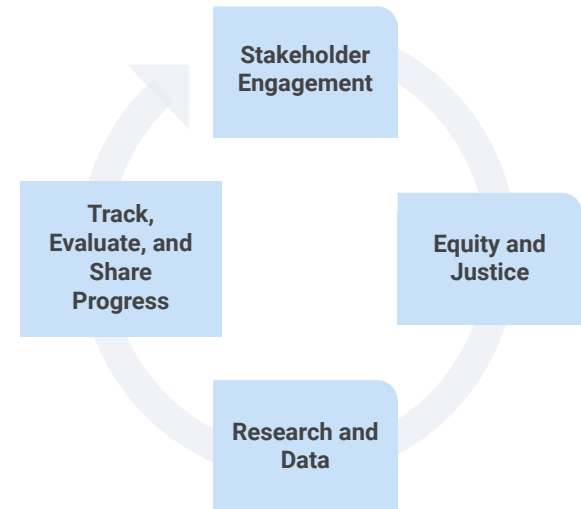 Stakeholder
Engagement
Equity and
Justice
Research and
Data
Track,
Evaluate, and
Share
Progress